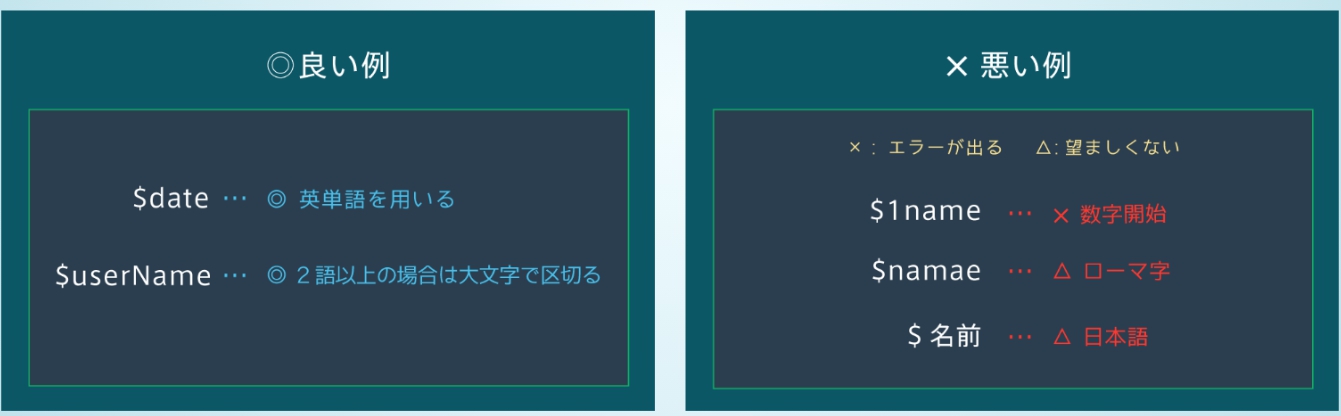 ◎良い例
$date … ◎ 英単語を用いる
$userName … ◎ 2語以上の場合は大文字で区切る
× 悪い例
×： エラーが出る △: 望ましくない
$1name … × 数字開始
$namae … △ ローマ字
$ 名前 … △ 日本語